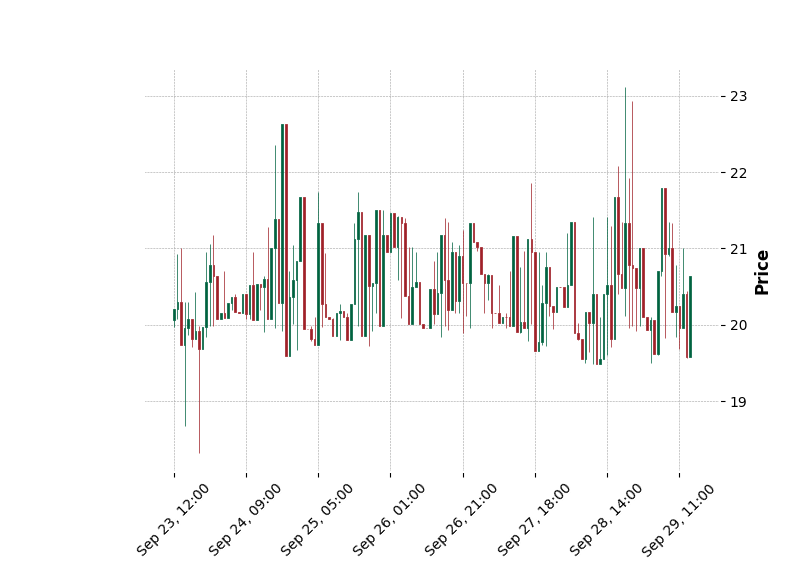 23
22
21
20
19
Price
Sep 23, 12:00
Sep 24, 09:00
Sep 25, 05:00
Sep 26, 01:00
Sep 26, 21:00
Sep 27, 18:00
Sep 28, 14:00
Sep 29, 11:00